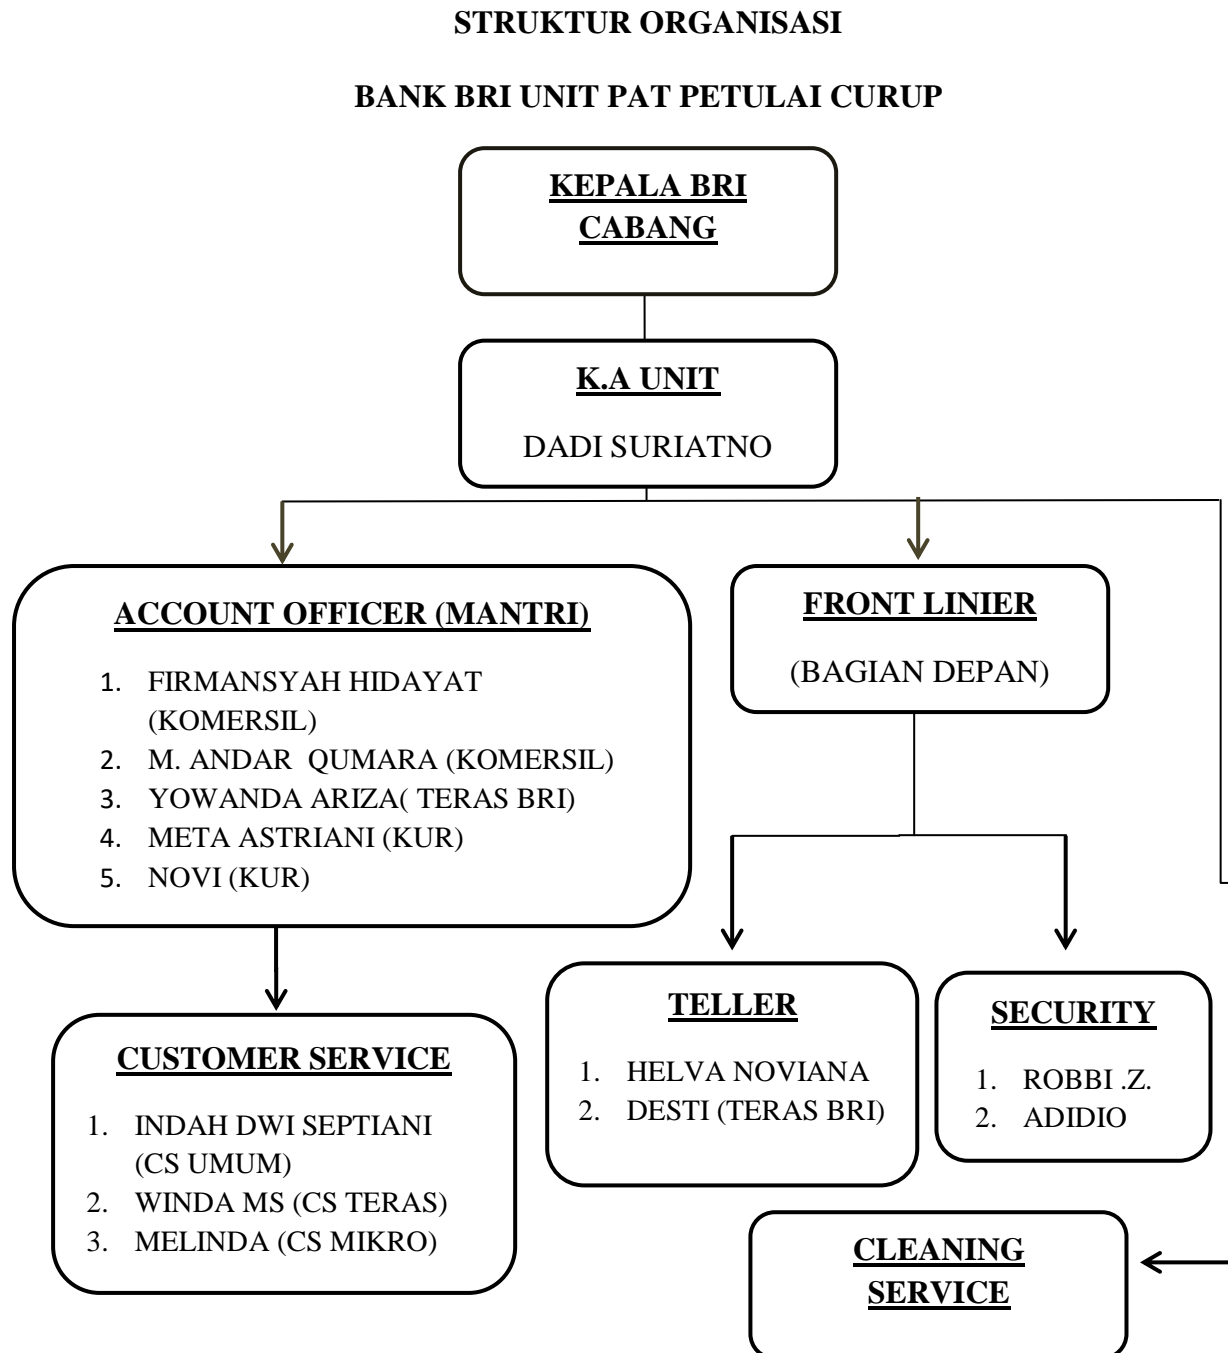 STRUKTUR ORGANISASI
BANK BRI UNIT PAT PETULAI CURUP
KEPALA BRI
CABANG
K.A UNIT
DADI SURIATNO
ACCOUNT OFFICER (MANTRI)
1. FIRMANSYAH HIDAYAT
(KOMERSIL)
2. M. ANDAR QUMARA (KOMERSIL)
3. YOWANDA ARIZA( TERAS BRI)
4. META ASTRIANI (KUR)
5. NOVI (KUR)
FRONT LINIER
(BAGIAN DEPAN)
CUSTOMER SERVICE
1. INDAH DWI SEPTIANI
(CS UMUM)
2. WINDA MS (CS TERAS)
3. MELINDA (CS MIKRO)
TELLER
1. HELVA NOVIANA
2. DESTI (TERAS BRI)
SECURITY
1. ROBBI .Z.
2. ADIDIO
CLEANING
SERVICE